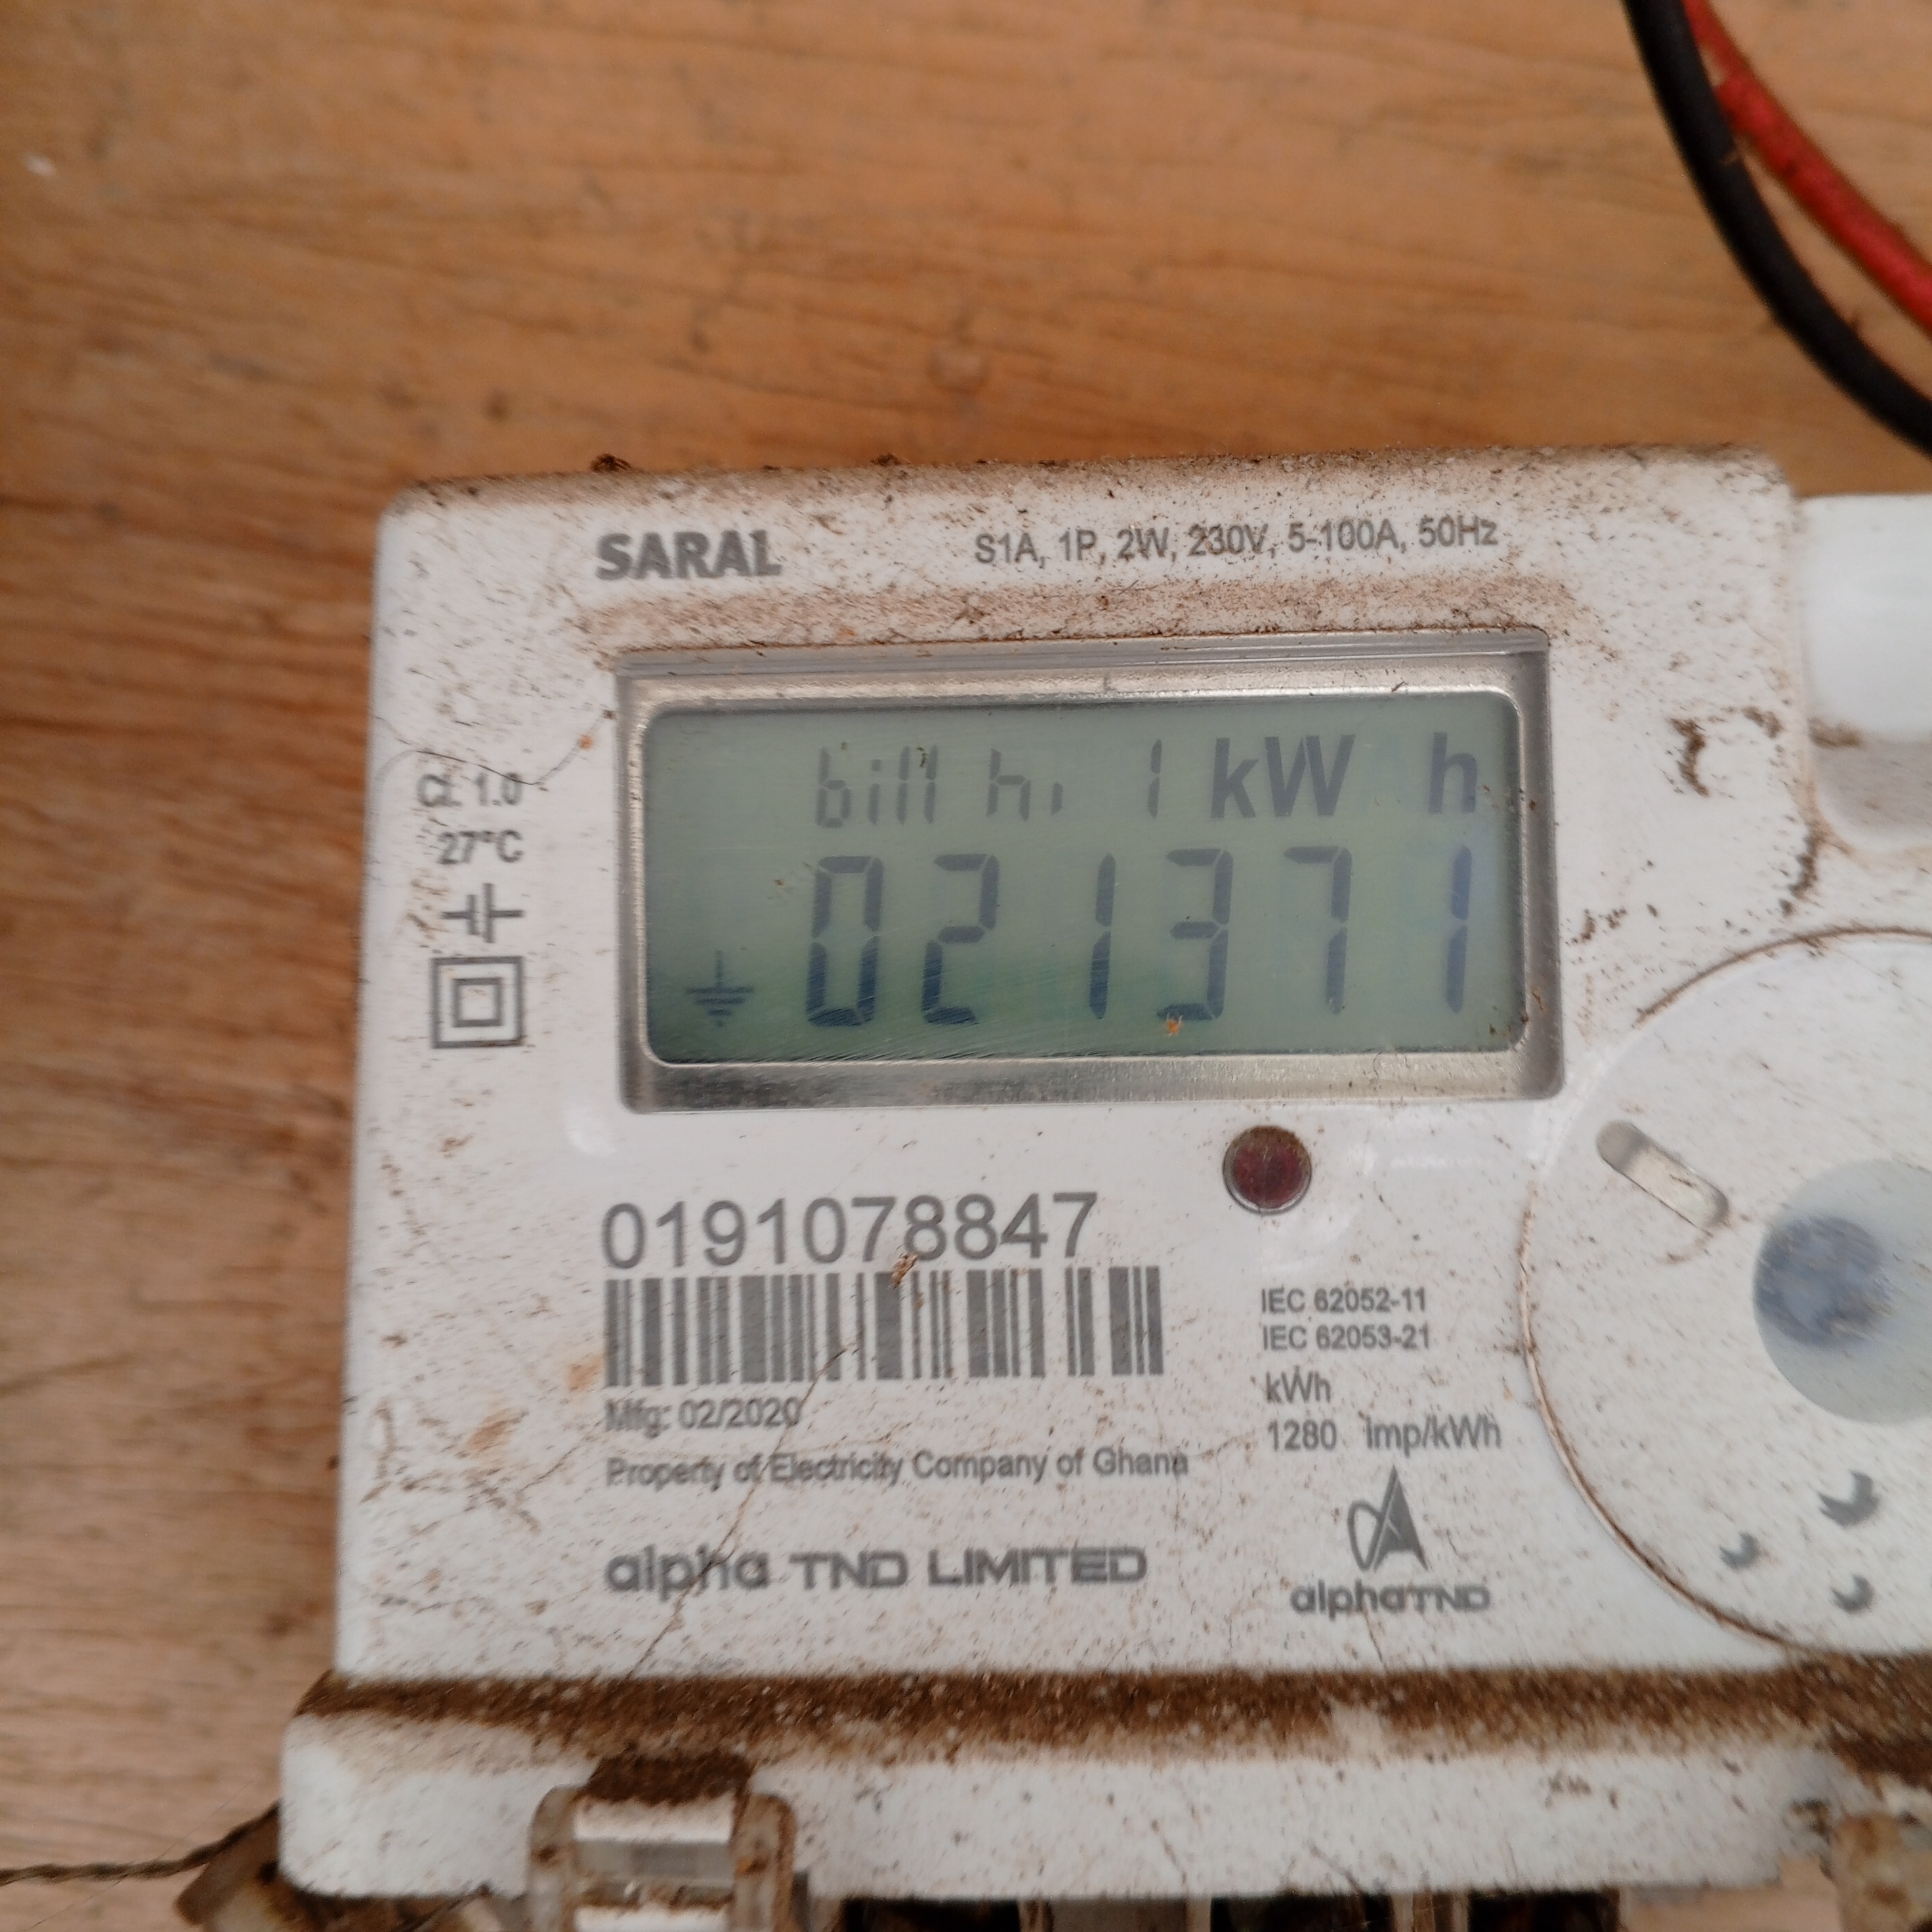 SARAL
S1A, 1P, 2W, 230V, 5-100A, 50Hz
bill hi 1 kW h
021371
CL 1.0
27°C
0191078847
Mfg: 02/2020
Property of Electricity Company of Ghana
alpha TND LIMITED
IEC 62052-11
IEC 62053-21
kWh
1280 imp/kWh
alphaTND